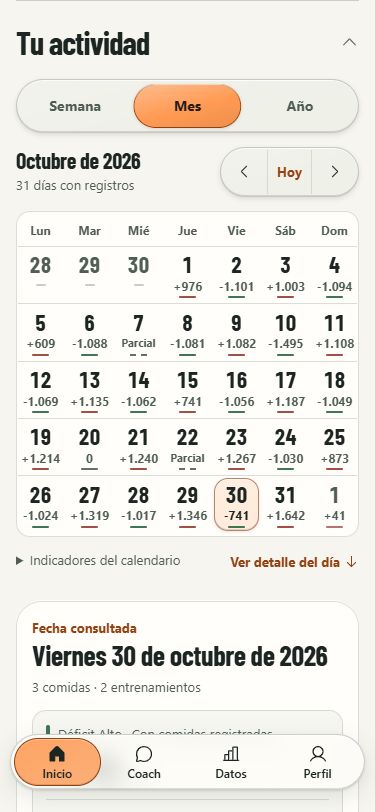 Tu actividad
Semana Mes Año
Octubre de 2026
31 días con registros
Hoy
Lun Mar Mié Jue Vie Sáb Dom
28 29 30 1 2 3 4
— — — +976 -1.101 +1.003 -1.094
5 6 7 8 9 10 11
+609 -1.088 Parcial -1.081 +1.082 -1.495 +1.108
12 13 14 15 16 17 18
-1.069 +1.135 -1.062 +741 -1.056 +1.187 -1.049
19 20 21 22 23 24 25
+1.214 0 +1.240 Parcial +1.267 -1.030 +873
26 27 28 29 30 31 1
-1.024 +1.319 -1.017 +1.346 -741 +1.642 +41
Indicadores del calendario Ver detalle del día ↓
Fecha consultada
Viernes 30 de octubre de 2026
3 comidas · 2 entrenamientos
Déficit Alto · Con comidas registradas
Inicio Coach Datos Perfil